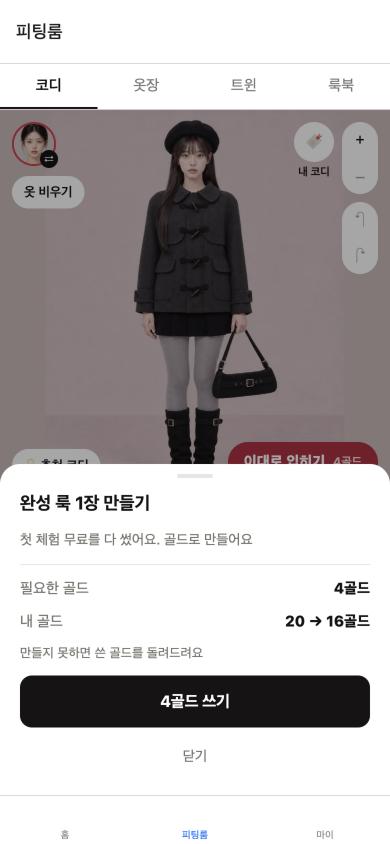 피팅룸
코디
옷장
트윈
룩북
옷 비우기
내 코디
추천 코디
이대로 입히기 4골드
완성 룩 1장 만들기
첫 체험 무료를 다 썼어요. 골드로 만들어요
필요한 골드
4골드
내 골드
20 → 16골드
만들지 못하면 쓴 골드를 돌려드려요
4골드 쓰기
닫기
홈
피팅룸
마이